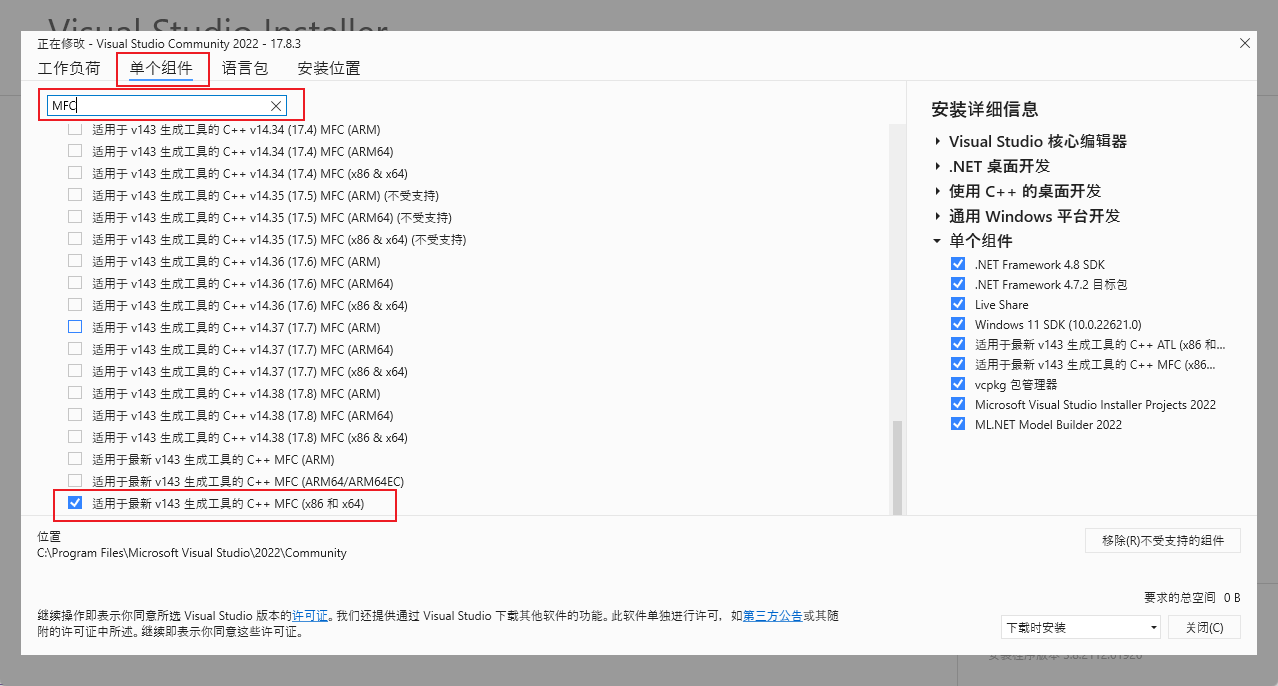 Visual Studio Installer
正在修改 - Visual Studio Community 2022 - 17.8.3
工作负荷 单个组件 语言包 安装位置
MFC
适用于 v143 生成工具的 C++ v14.34 (17.4) MFC (ARM)
适用于 v143 生成工具的 C++ v14.34 (17.4) MFC (ARM64)
适用于 v143 生成工具的 C++ v14.34 (17.4) MFC (x86 & x64)
适用于 v143 生成工具的 C++ v14.35 (17.5) MFC (ARM) (不受支持)
适用于 v143 生成工具的 C++ v14.35 (17.5) MFC (ARM64) (不受支持)
适用于 v143 生成工具的 C++ v14.35 (17.5) MFC (x86 & x64) (不受支持)
适用于 v143 生成工具的 C++ v14.36 (17.6) MFC (ARM)
适用于 v143 生成工具的 C++ v14.36 (17.6) MFC (ARM64)
适用于 v143 生成工具的 C++ v14.36 (17.6) MFC (x86 & x64)
适用于 v143 生成工具的 C++ v14.37 (17.7) MFC (ARM)
适用于 v143 生成工具的 C++ v14.37 (17.7) MFC (ARM64)
适用于 v143 生成工具的 C++ v14.37 (17.7) MFC (x86 & x64)
适用于 v143 生成工具的 C++ v14.38 (17.8) MFC (ARM)
适用于 v143 生成工具的 C++ v14.38 (17.8) MFC (ARM64)
适用于 v143 生成工具的 C++ v14.38 (17.8) MFC (x86 & x64)
适用于最新 v143 生成工具的 C++ MFC (ARM)
适用于最新 v143 生成工具的 C++ MFC (ARM64/ARM64EC)
适用于最新 v143 生成工具的 C++ MFC (x86 和 x64)
安装详细信息
Visual Studio 核心编辑器
.NET 桌面开发
使用 C++ 的桌面开发
通用 Windows 平台开发
单个组件
.NET Framework 4.8 SDK
.NET Framework 4.7.2 目标包
Live Share
Windows 11 SDK (10.0.22621.0)
适用于最新 v143 生成工具的 C++ ATL (x86 和...
适用于最新 v143 生成工具的 C++ MFC (x86...
vcpkg 包管理器
Microsoft Visual Studio Installer Projects 2022
ML.NET Model Builder 2022
位置
C:\Program Files\Microsoft Visual Studio\2022\Community
移除(R)不受支持的组件
要求的总空间 0 B
继续操作即表示你同意所选 Visual Studio 版本的许可证。我们还提供通过 Visual Studio 下载其他软件的功能。此软件单独进行许可，如第三方公告或其随
附的许可证中所述。继续即表示你同意这些许可证。
下载时安装 关闭(C)